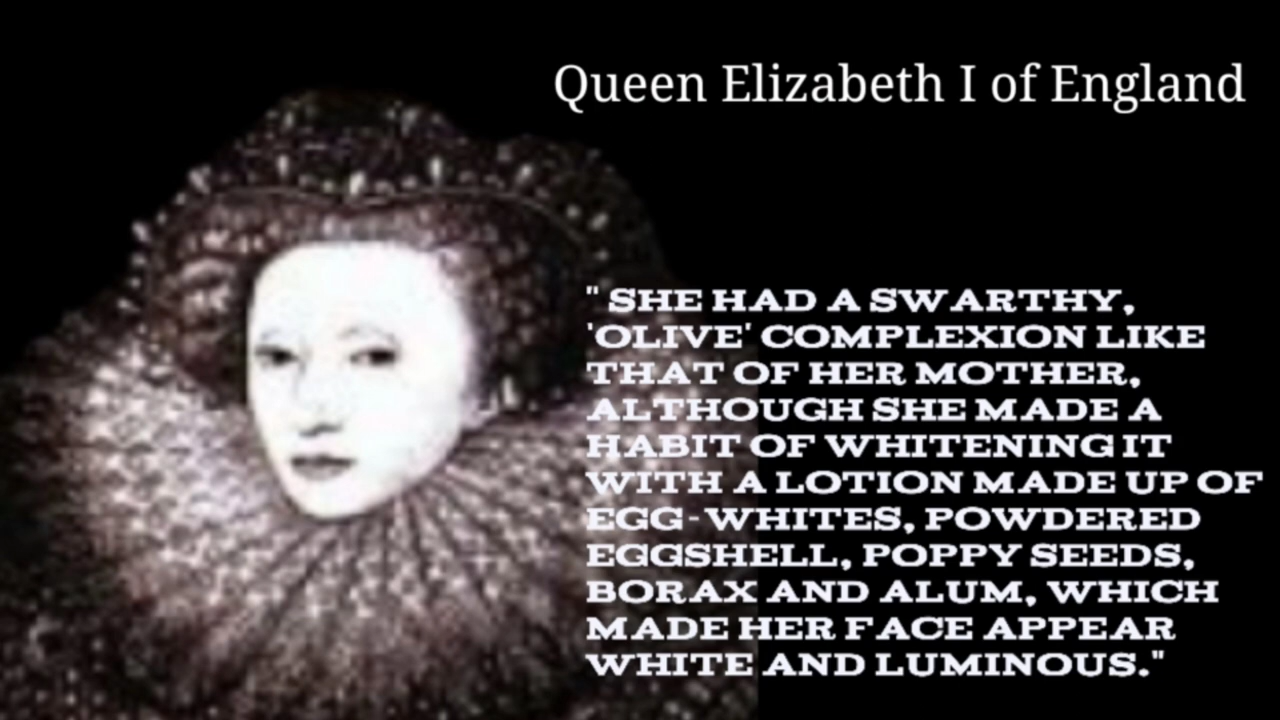 Queen Elizabeth I of England
" SHE HAD A SWARTHY,
'OLIVE' COMPLEXION LIKE
THAT OF HER MOTHER,
ALTHOUGH SHE MADE A
HABIT OF WHITENING IT
WITH A LOTION MADE UP OF
EGG-WHITES, POWDERED
EGGSHELL, POPPY SEEDS,
BORAX AND ALUM, WHICH
MADE HER FACE APPEAR
WHITE AND LUMINOUS."